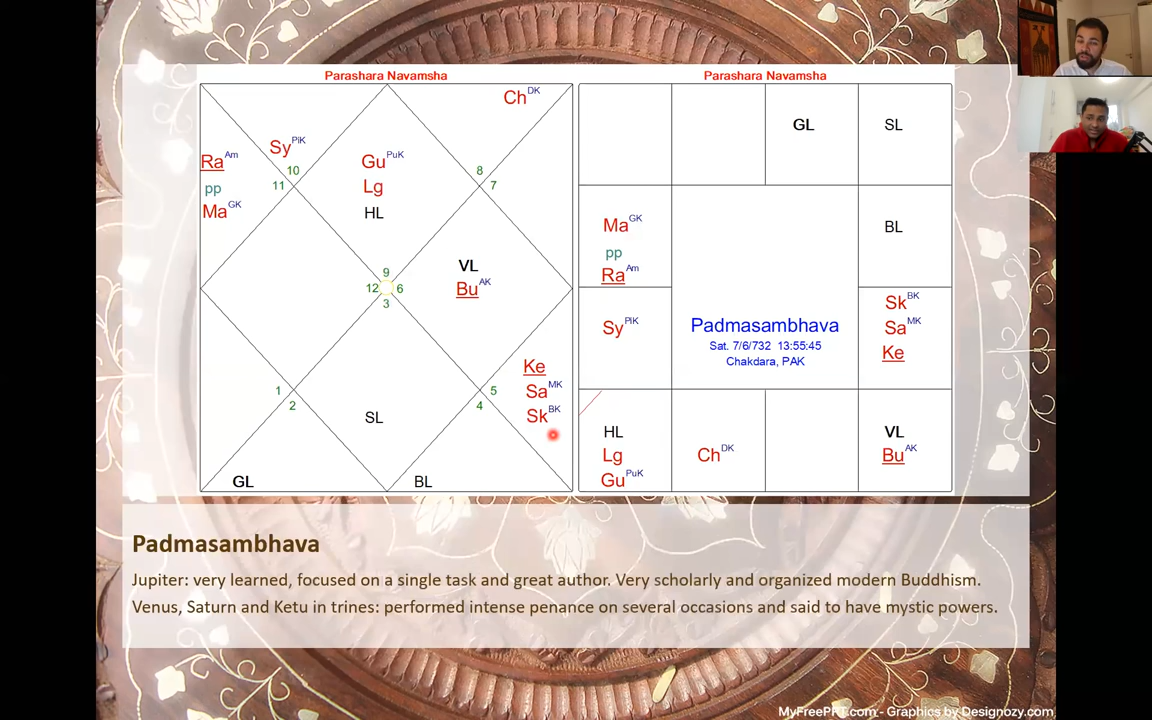 Parashara Navamsha
Ch DK
Sy PiK
Ra Am
pp
Ma GK
Gu PuK
Lg
HL
10
11
8
7
VL
Bu AK
9
12
6
3
Ke
Sa MK
Sk BK
1
2
5
4
SL
GL
BL
Parashara Navamsha
GL
SL
Ma GK
pp
Ra Am
BL
Sy PiK
Padmasambhava
Sat. 7/6/732 13:55:45
Chakdara, PAK
Sk BK
Sa MK
Ke
HL
Lg
Gu PuK
Ch DK
VL
Bu AK
Padmasambhava
Jupiter: very learned, focused on a single task and great author. Very scholarly and organized modern Buddhism.
Venus, Saturn and Ketu in trines: performed intense penance on several occasions and said to have mystic powers.
MyFreePPT.com - Graphics by Designozy.com